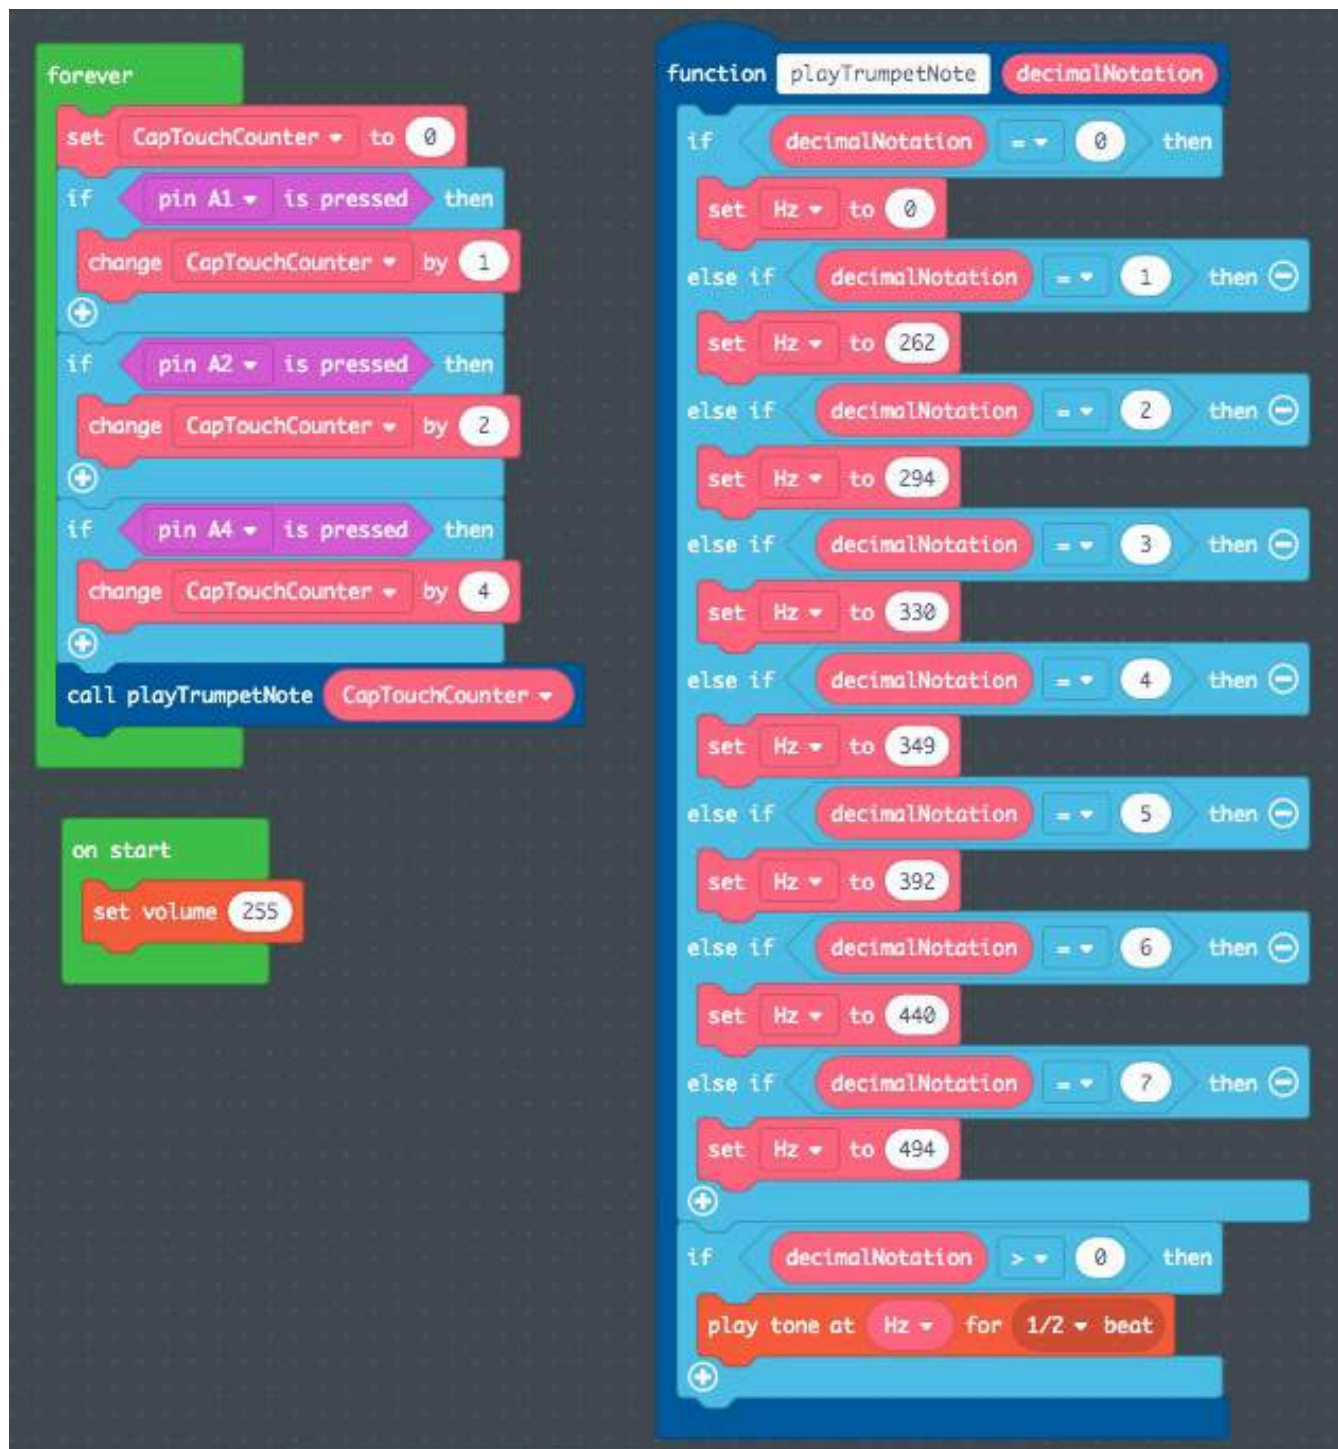 forever
set CapTouchCounter to 0
if pin A1 is pressed then
change CapTouchCounter by 1
if pin A2 is pressed then
change CapTouchCounter by 2
if pin A4 is pressed then
change CapTouchCounter by 4
call playTrumpetNote CapTouchCounter
on start
set volume 255
function playTrumpetNote decimalNotation
if decimalNotation = 0 then
set Hz to 0
else if decimalNotation = 1 then
set Hz to 262
else if decimalNotation = 2 then
set Hz to 294
else if decimalNotation = 3 then
set Hz to 330
else if decimalNotation = 4 then
set Hz to 349
else if decimalNotation = 5 then
set Hz to 392
else if decimalNotation = 6 then
set Hz to 440
else if decimalNotation = 7 then
set Hz to 494
if decimalNotation > 0 then
play tone at Hz for 1/2 beat